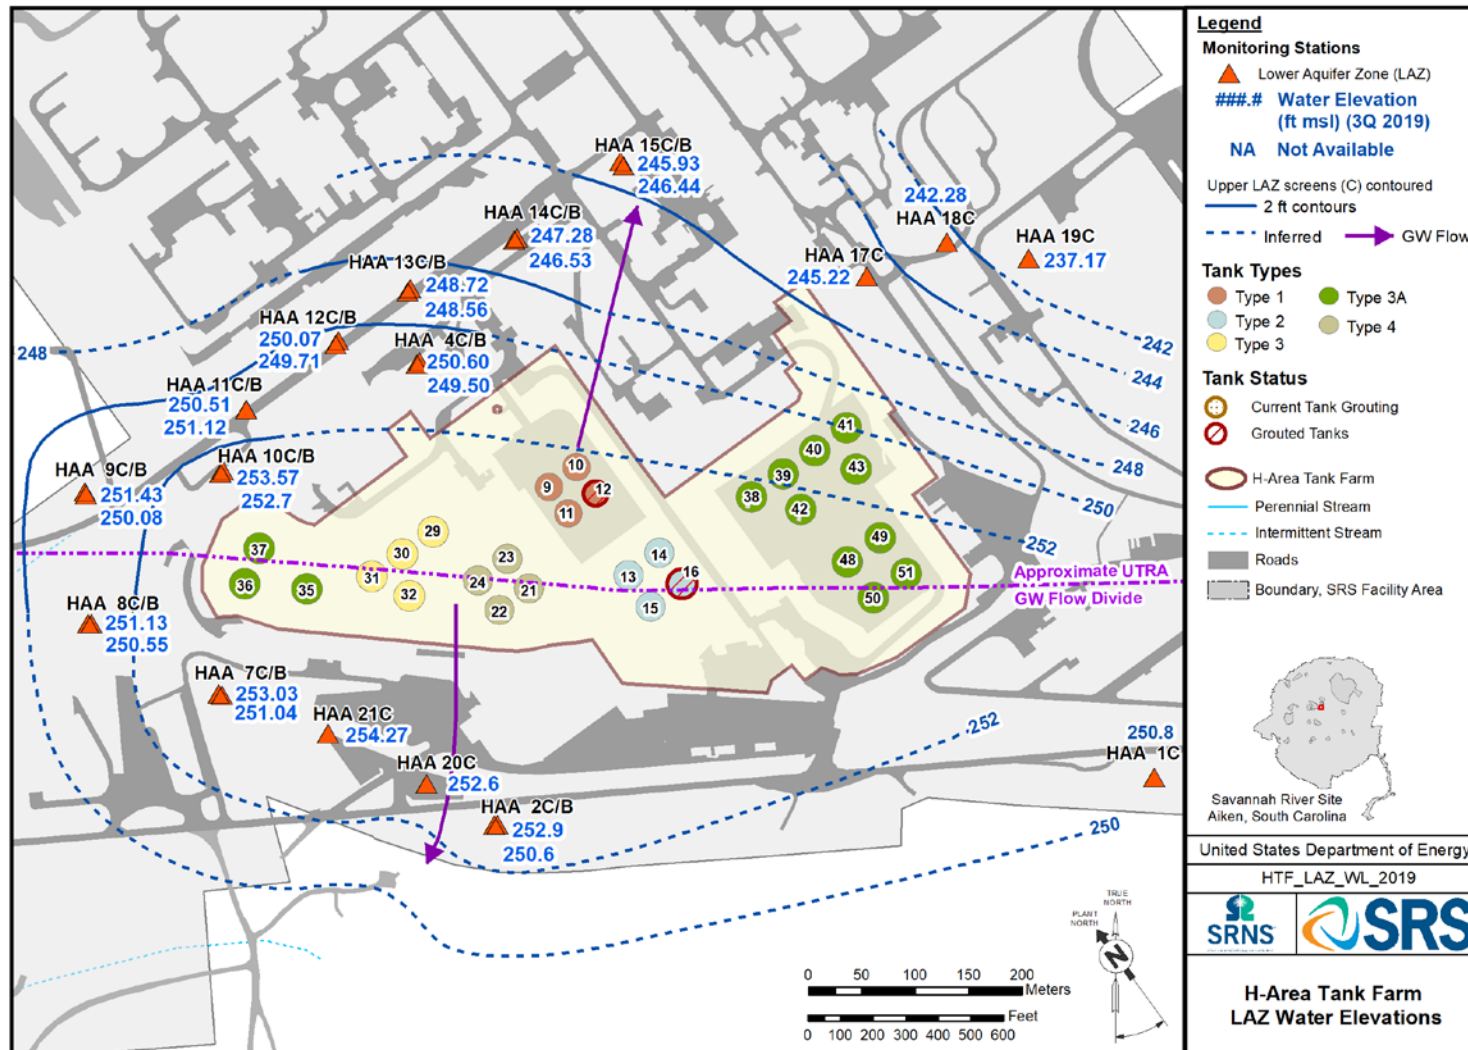 HAA 15C/B
245.93
246.44
HAA 14C/B
247.28
246.53
HAA 13C/B
248.72
248.56
HAA 12C/B
250.07
249.71
HAA 4C/B
250.60
249.50
HAA 11C/B
250.51
251.12
HAA 10C/B
253.57
252.7
HAA 9C/B
251.43
250.08
HAA 8C/B
251.13
250.55
HAA 7C/B
253.03
251.04
HAA 21C
254.27
HAA 20C
252.6
HAA 2C/B
252.9
250.6
250.8
HAA 1C
HAA 17C
245.22
242.28
HAA 18C
HAA 19C
237.17
248
242
244
246
248
250
252
252
250
9
10
11
12
13
14
15
16
21
22
23
24
29
30
31
32
35
36
37
38
39
40
41
42
43
48
49
50
51
Approximate UTRA
GW Flow Divide
TRUE
NORTH
PLANT
NORTH
N
0 50 100 150 200
Meters
Feet
0 100 200 300 400 500 600
Legend
Monitoring Stations
Lower Aquifer Zone (LAZ)
###.# Water Elevation
(ft msl) (3Q 2019)
NA Not Available
Upper LAZ screens (C) contoured
2 ft contours
Inferred
GW Flow
Tank Types
Type 1
Type 3A
Type 2
Type 4
Type 3
Tank Status
Current Tank Grouting
Grouted Tanks
H-Area Tank Farm
Perennial Stream
Intermittent Stream
Roads
Boundary, SRS Facility Area
Savannah River Site
Aiken, South Carolina
United States Department of Energy
HTF_LAZ_WL_2019
SRNS
SRS
H-Area Tank Farm
LAZ Water Elevations